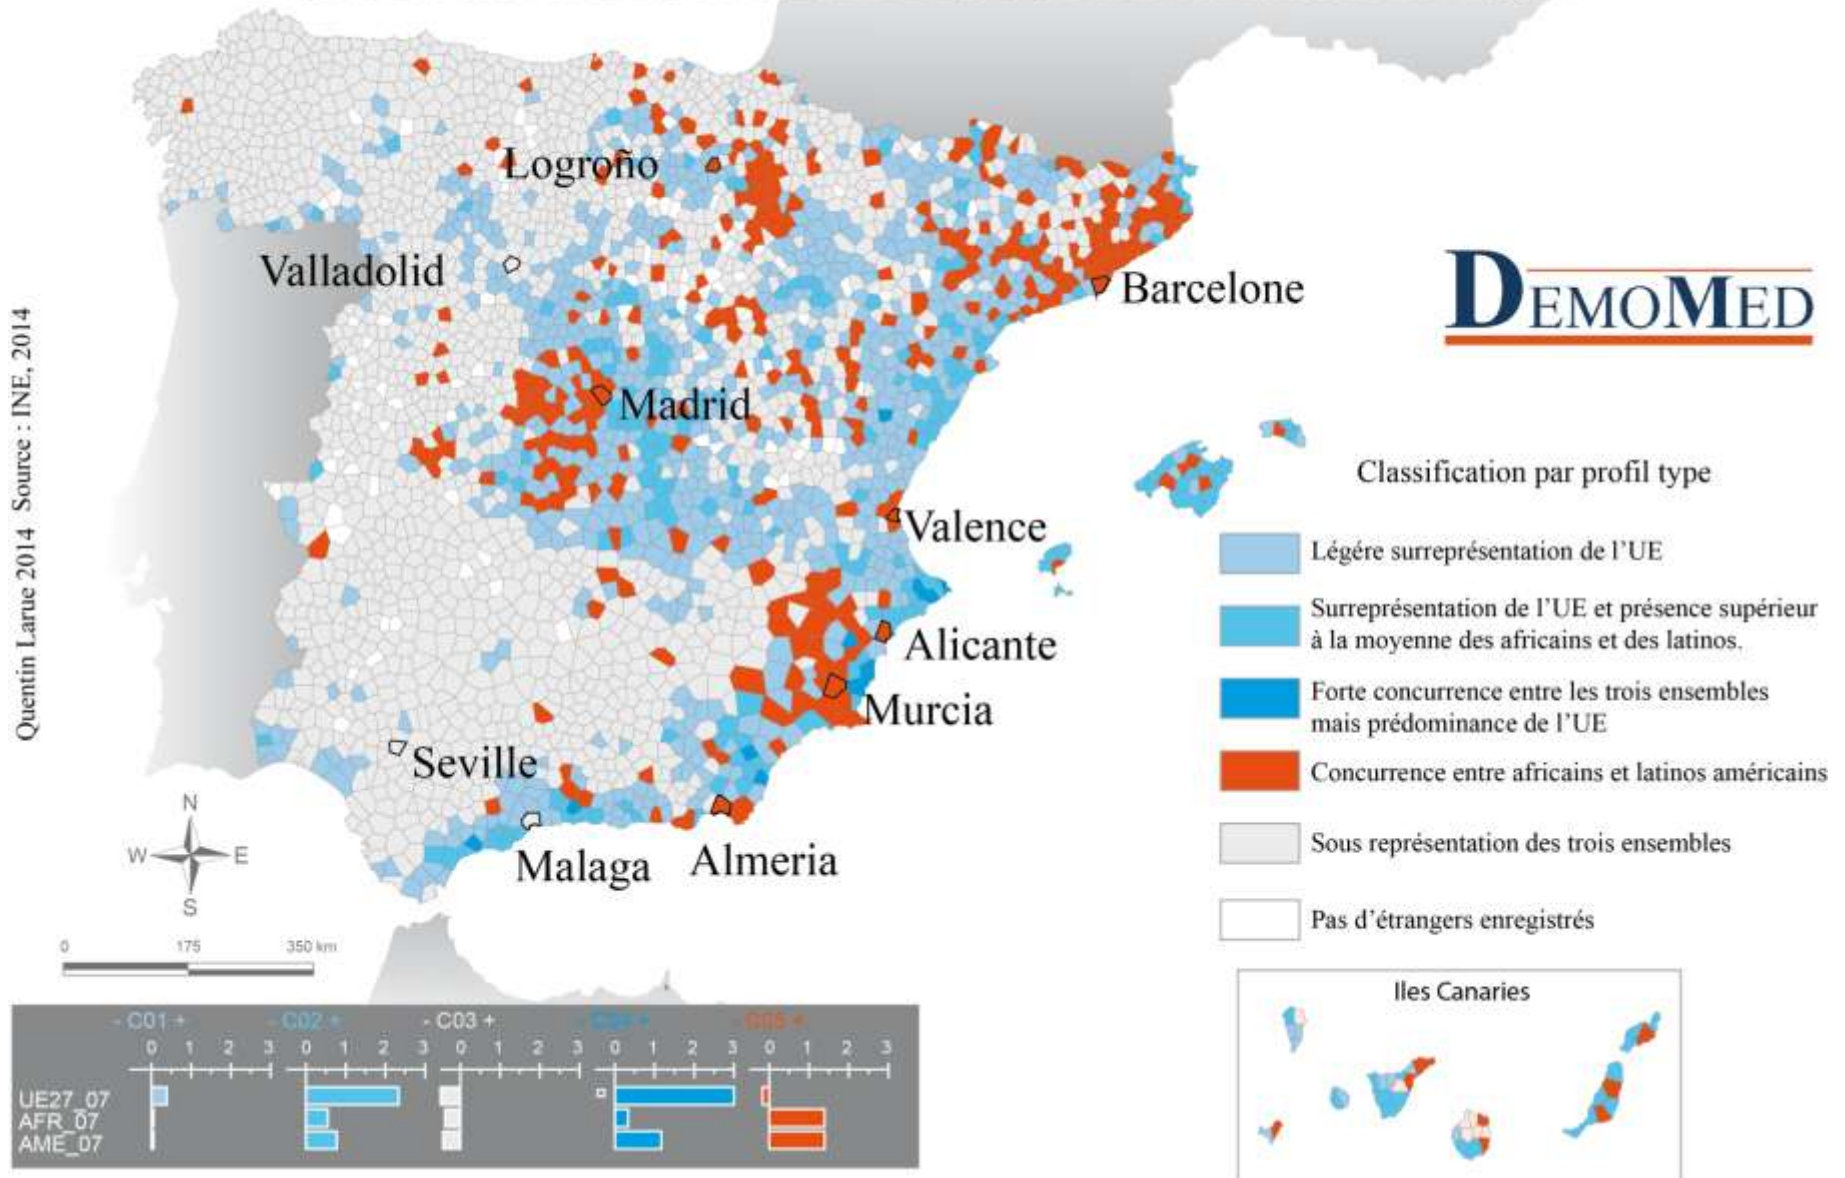 Logroño
Valladolid
Barcelone
DEMOMED
Madrid
Classification par profil type
Valence
Légére surreprésentation de l'UE
Surreprésentation de l'UE et présence supérieur
à la moyenne des africains et des latinos.
Alicante
Forte concurrence entre les trois ensembles
mais prédominance de l'UE
Murcia
Seville
Concurrence entre africains et latinos américains
Malaga
Almeria
Sous représentation des trois ensembles
Pas d'étrangers enregistrés
Quentin Larue 2014 Source : INE, 2014
N
W E
S
0 175 350 km
Iles Canaries
- C01 + - C02 + - C03 + - C04 + - C05 +
0 1 2 3 0 1 2 3 0 1 2 3 0 1 2 3 0 1 2 3
UE27_07
AFR_07
AME_07